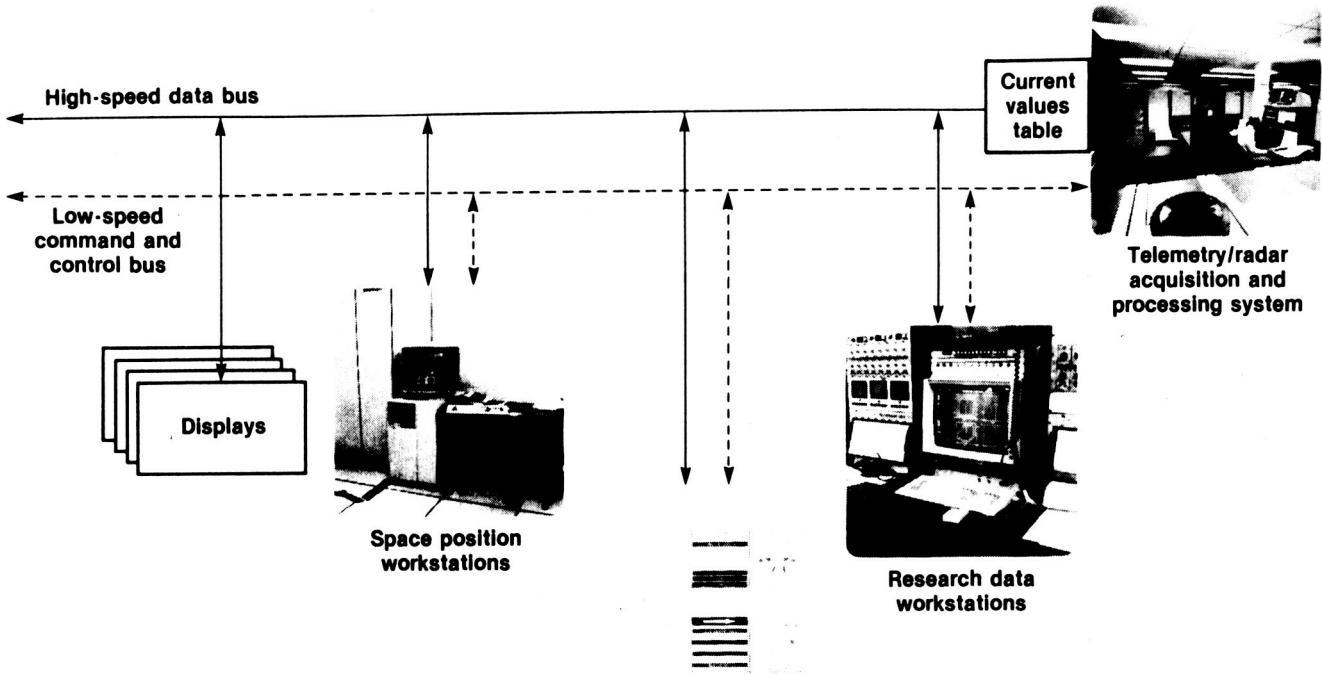 High-speed data bus
Current
values
table
Low-speed
command and
control bus
Telemetry/radar
acquisition and
processing system
Displays
Space position
workstations
Research data
workstations